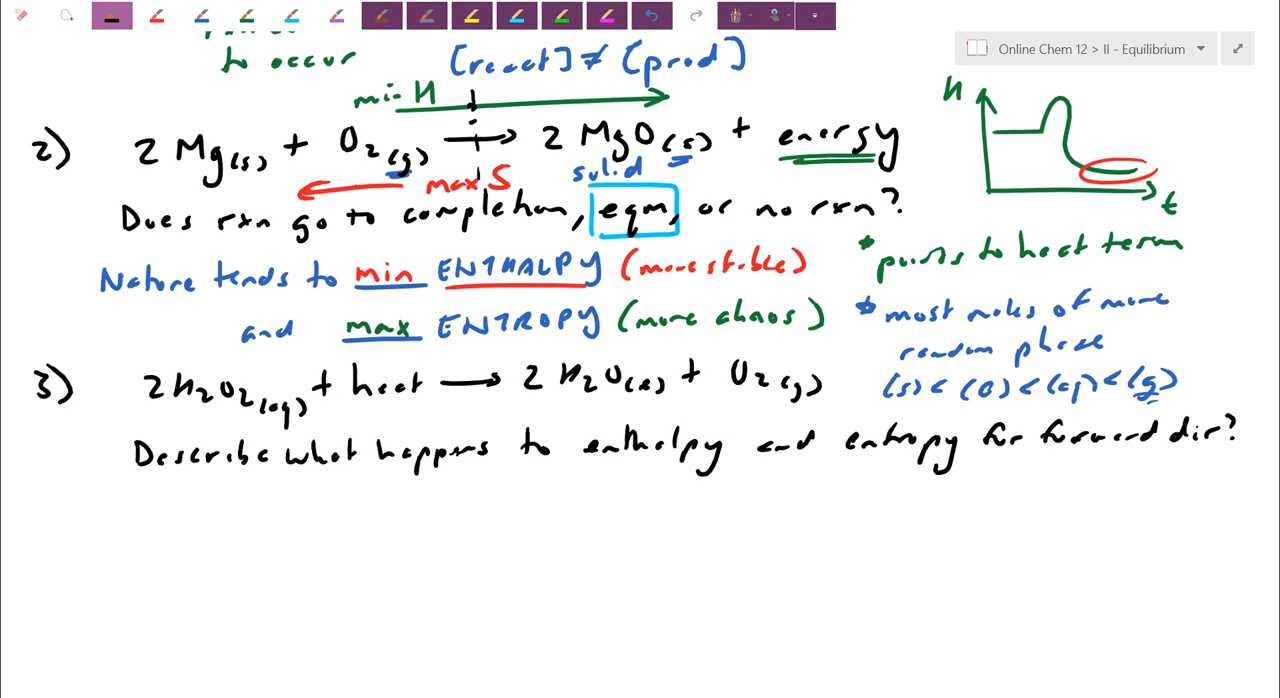 to occur [react] ≠ [prod]
Online Chem 12 > II - Equilibrium
min H
H
2) 2 Mg(s) + O2(g) → 2 MgO(s) + energy
max S solid
t
Does rxn go to completion, eqm, or no rxn?
Nature tends to min ENTHALPY (more stable)
* points to heat term
and max ENTROPY (more chaos)
* most moles of more
random phase
(s) < (l) < (aq) < (g)
3) 2H2O2(aq) + heat → 2 H2O(l) + O2(g)
Describe what happens to enthalpy and entropy for forward dir?